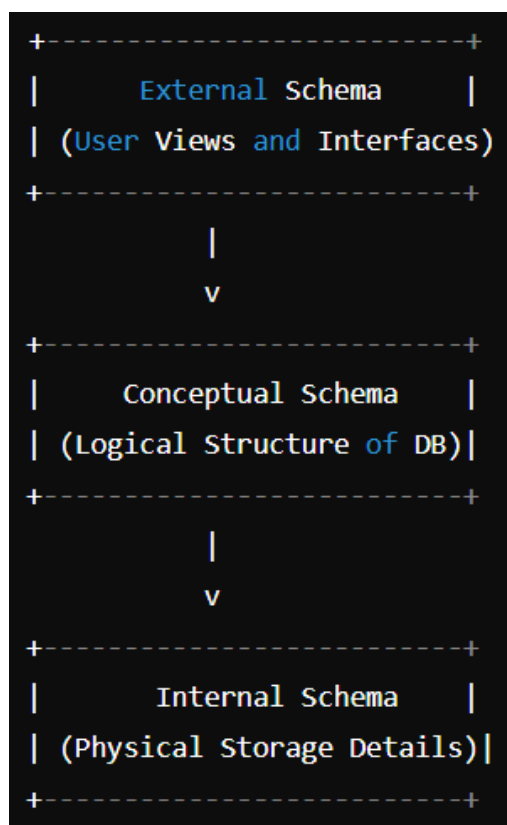 +--------------------------+
|      External Schema     |
| (User Views and Interfaces)
+--------------------------+
           |
           v
+--------------------------+
|     Conceptual Schema    |
| (Logical Structure of DB)|
+--------------------------+
           |
           v
+--------------------------+
|       Internal Schema    |
| (Physical Storage Details)|
+--------------------------+